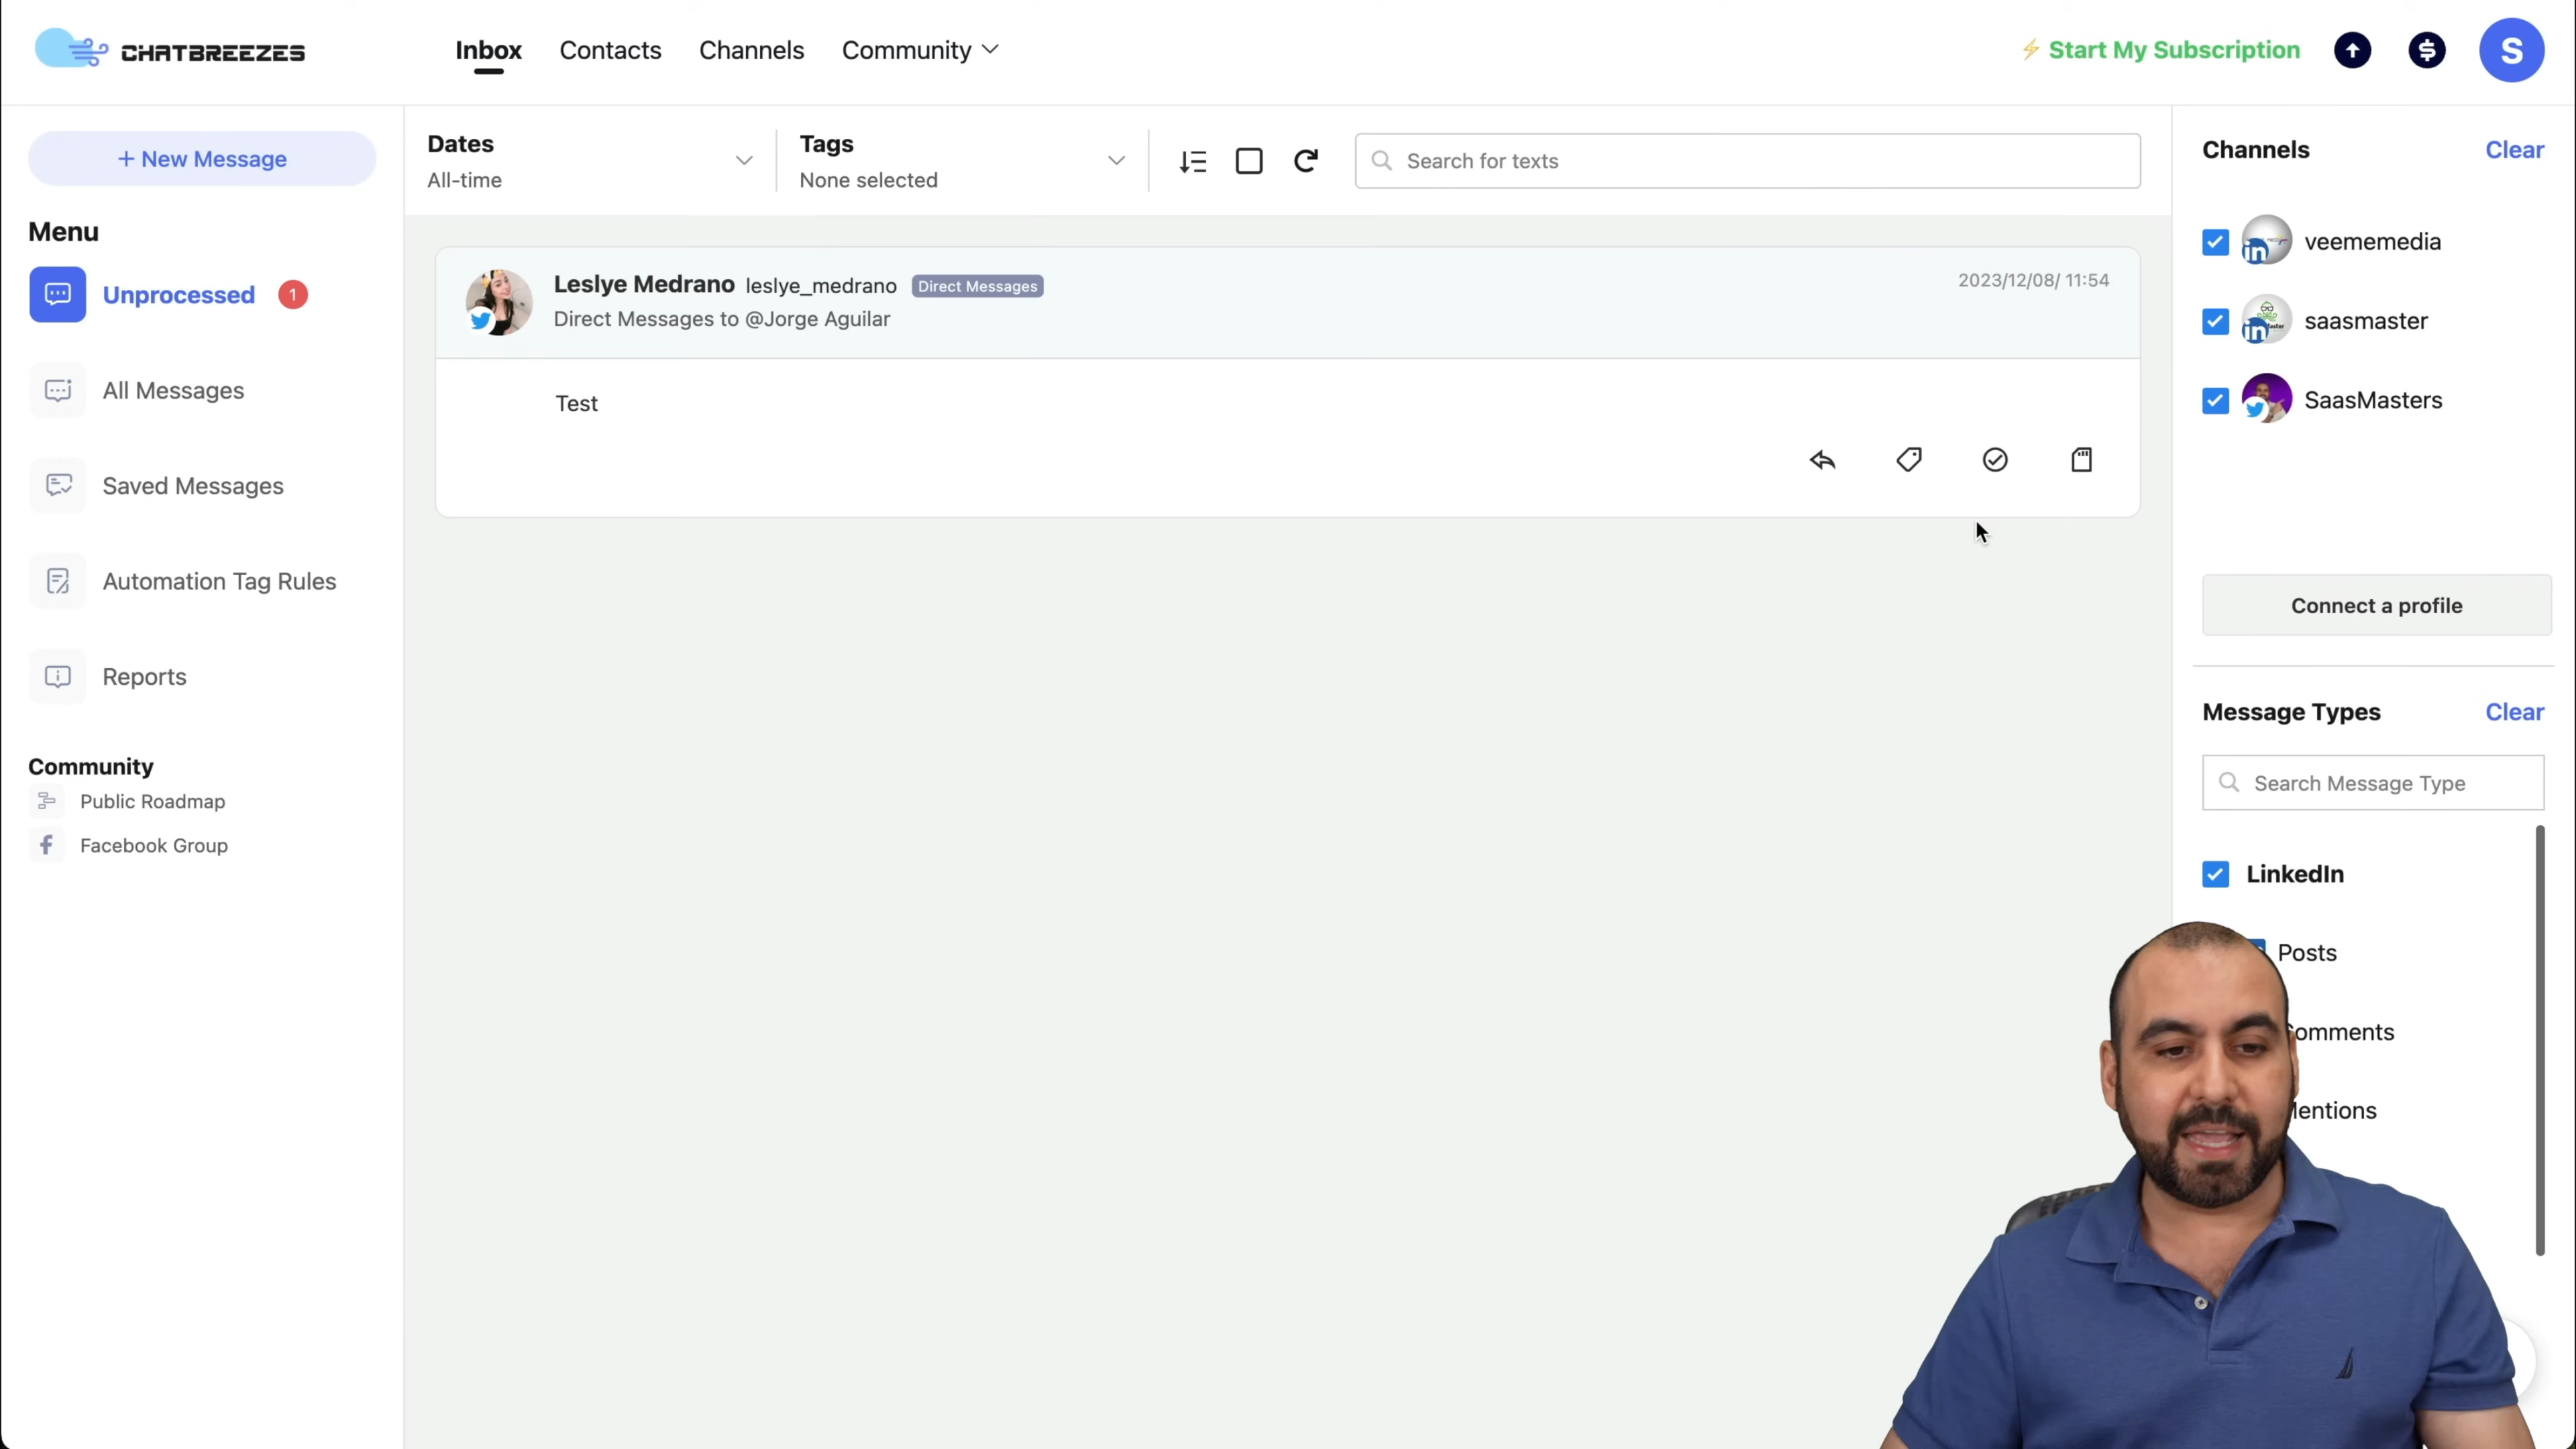 CHATBREEZES
Inbox
Contacts
Channels
Community
⚡ Start My Subscription
S
+ New Message
Menu
Unprocessed 1
All Messages
Saved Messages
Automation Tag Rules
Reports
Community
Public Roadmap
Facebook Group
Dates
All-time
Tags
None selected
Search for texts
Leslye Medrano leslye_medrano Direct Messages
2023/12/08/ 11:54
Direct Messages to @Jorge Aguilar
Test
Channels Clear
veememedia
saasmaster
SaasMasters
Connect a profile
Message Types Clear
Search Message Type
LinkedIn
Posts
omments
entions